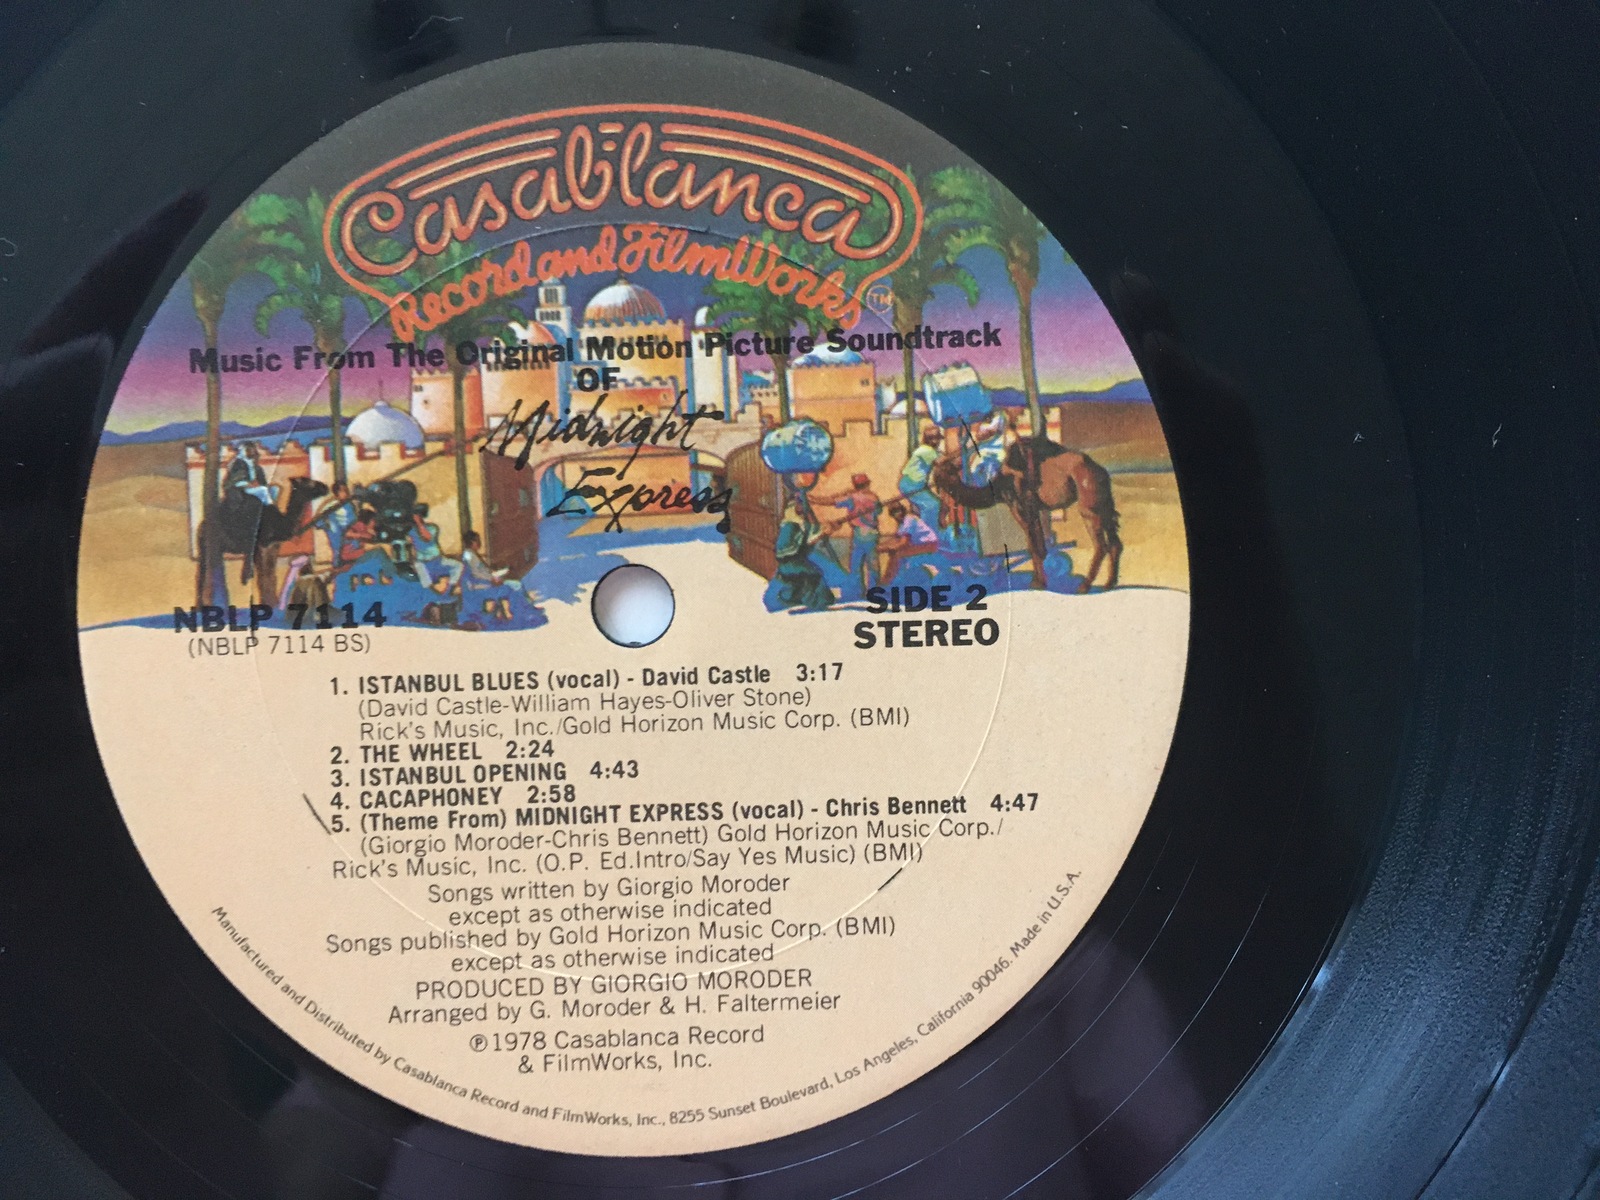 Casablanca
Record and FilmWorks TM
Music From The Original Motion Picture Soundtrack
OF
Midnight
Express
NBLP 7114
(NBLP 7114 BS)
SIDE 2
STEREO
1. ISTANBUL BLUES (vocal) - David Castle 3:17
(David Castle-William Hayes-Oliver Stone)
Rick's Music, Inc./Gold Horizon Music Corp. (BMI)
2. THE WHEEL 2:24
3. ISTANBUL OPENING 4:43
4. CACAPHONEY 2:58
5. (Theme From) MIDNIGHT EXPRESS (vocal) - Chris Bennett 4:47
(Giorgio Moroder-Chris Bennett) Gold Horizon Music Corp./
Rick's Music, Inc. (O.P. Ed.Intro/Say Yes Music) (BMI)
Songs written by Giorgio Moroder
except as otherwise indicated
Songs published by Gold Horizon Music Corp. (BMI)
except as otherwise indicated
PRODUCED BY GIORGIO MORODER
Arranged by G. Moroder & H. Faltermeier
℗1978 Casablanca Record
& FilmWorks, Inc.
Manufactured and Distributed by Casablanca Record and FilmWorks, Inc., 8255 Sunset Boulevard, Los Angeles, California 90046. Made in U.S.A.